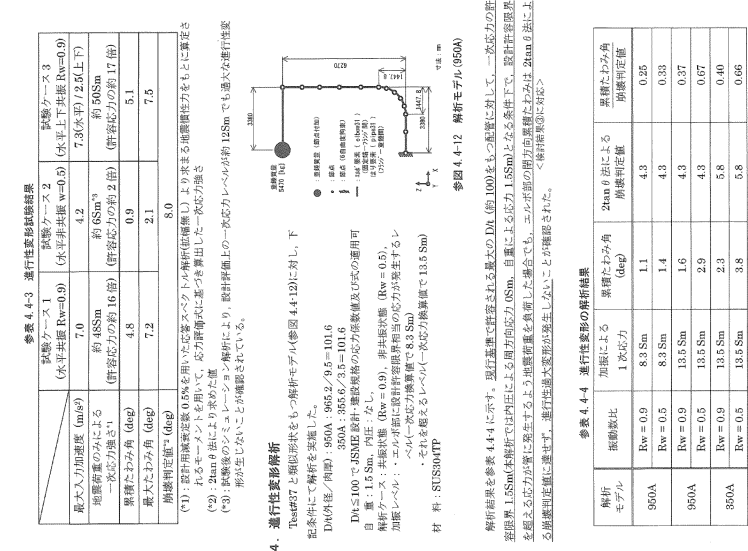 参表 4.4-3　進行性変形試験結果
試験ケース 1 (水平共振 Rw=0.9)　試験ケース 2 (水平非共振 w=0.5)　試験ケース 3 (水平上下共振 Rw=0.9)
最大入力加速度 (m/s²)　7.0　4.2　7.3(水平) / 2.5(上下)
地震荷重のみによる一次応力強さ*1　約 48Sm (許容応力の約 16 倍)　約 6Sm*3 (許容応力の約 2 倍)　約 50Sm (許容応力の約 17 倍)
累積たわみ角 (deg)　4.8　0.9　5.1
最大たわみ角 (deg)　7.2　2.1　7.5
崩壊判定値*2 (deg)　8.0
(*1)：設計用減衰定数 0.5%を用いた応答スペクトル解析(拡幅無し)より求まる地震慣性力をもとに算定さ
れるモーメントを用いて、応力評価式に基づき算出した一次応力強さ
(*2)：2tanθ法により求めた値
(*3)：試験後のシミュレーション解析により、設計評価上の一次応力レベルが約 12Sm でも過大な進行性変
形が生じないことが確認されている。
4．進行性変形解析
Test#37 と類似形状をもつ解析モデル(参図 4.4-12)に対し、下
記条件にて解析を実施した。
D/t(外径／肉厚)：950A：965.2／9.5=101.6
350A：355.6／3.5=101.6
D/t≦100 で JSME 設計・建設規格の応力係数値及び式の適用可
自　重：1.5 Sm、内圧：なし、
解析ケース：共振状態 (Rw = 0.9)、非共振状態 (Rw = 0.5)、
加振レベル：・エルボ部に設計許容限界相当の応力が発生するレ
ベル(一次応力換算値で 8.3 Sm)
・それを超えるレベル(一次応力換算値で 13.5 Sm)
材　料：SUS304TP
3380
6270
1447.8
1447.8
3380
重錘質量
5470 [kg]
：重錘質量 (節点付加)
：節点
：節点 (6自由度拘束)
寸法：mm
参図 4.4-12　解析モデル(950A)
解析結果を参表 4.4-4 に示す。現行基準で許容される最大の D/t (約 100)をもつ配管に対して、一次応力の許
容限界 1.5Sm(本解析では内圧による周方向応力 0Sm、自重による応力 1.5Sm)となる条件下で、設計許容限界
を超える応力が管に発生するよう地震荷重を負荷した場合でも、エルボ部の閉方向累積たわみは 2tanθ法によ
る崩壊判定値に達せず、進行性過大変形が発生しないことが確認された。
＜検討結果③に対応＞
参表 4.4-4　進行性変形の解析結果
解析モデル　振動数比　加振による 1 次応力　累積たわみ角 (deg)　2tanθ法による崩壊判定値　累積たわみ角 崩壊判定値
950A　Rw = 0.9　8.3 Sm　1.1　4.3　0.25
Rw = 0.5　8.3 Sm　1.4　4.3　0.33
950A　Rw = 0.9　13.5 Sm　1.6　4.3　0.37
Rw = 0.5　13.5 Sm　2.9　4.3　0.67
350A　Rw = 0.9　13.5 Sm　2.3　5.8　0.40
Rw = 0.5　13.5 Sm　3.8　5.8　0.66